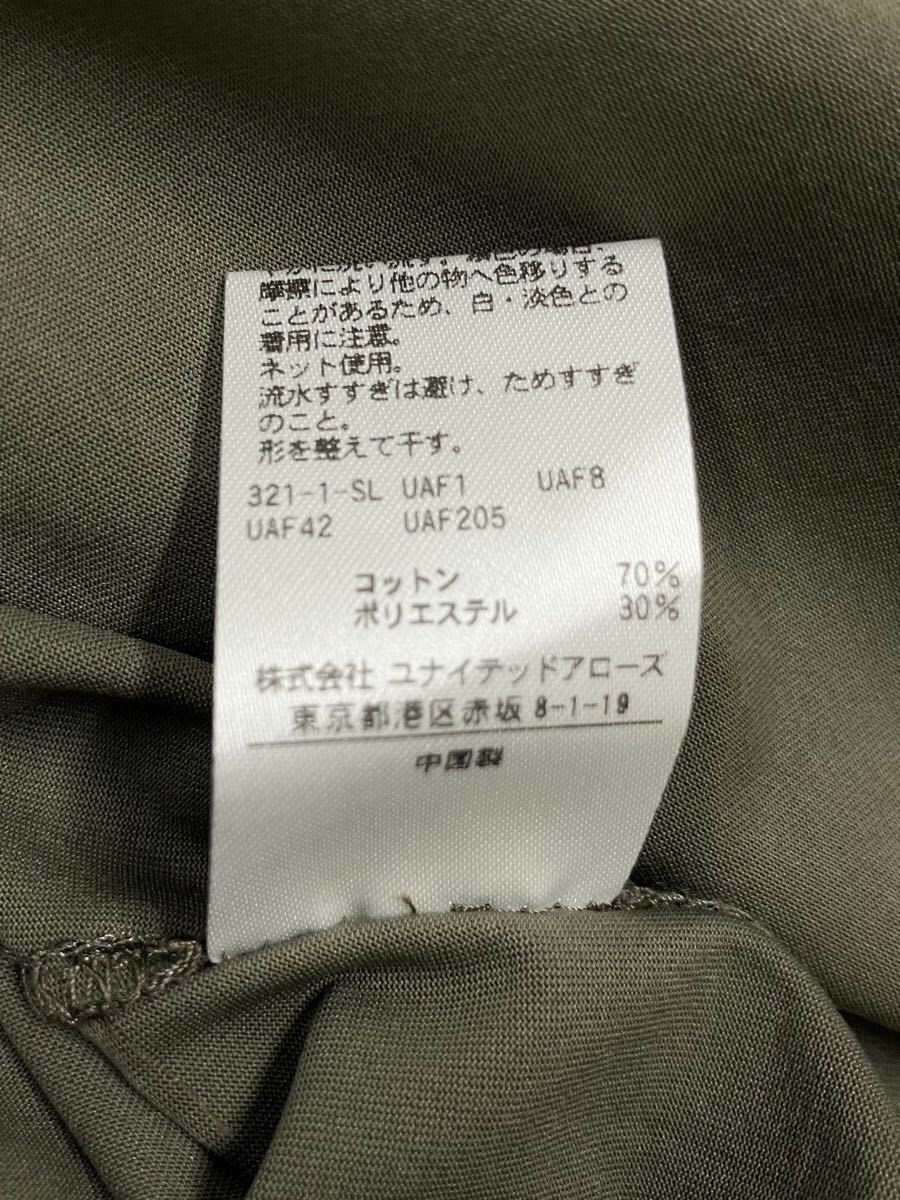 摩擦により他の物へ色移りする
ことがあるため、白・淡色との
着用に注意。
ネット使用。
流水すすぎは避け、ためすすぎ
のこと。
形を整えて干す。
321-1-SL UAF1 UAF8
UAF42 UAF205
コットン 70%
ポリエステル 30%
株式会社 ユナイテッドアローズ
東京都港区赤坂 8-1-19
中国製